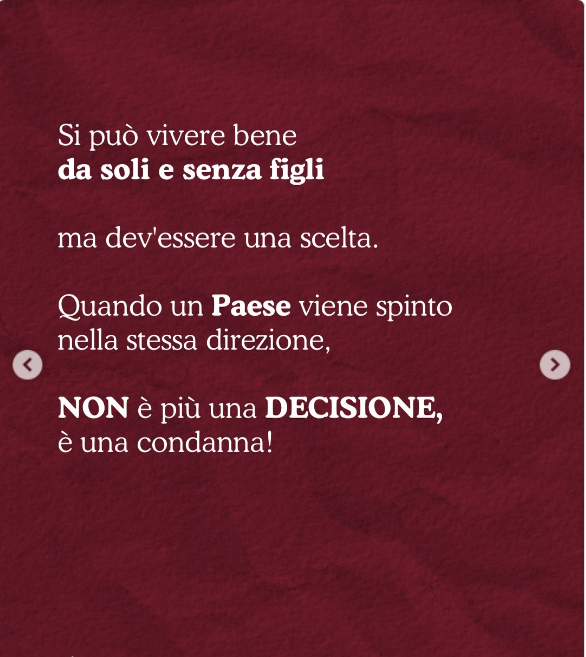 Si può vivere bene
da soli e senza figli
ma dev'essere una scelta.
Quando un Paese viene spinto
nella stessa direzione,
NON è più una DECISIONE,
è una condanna!